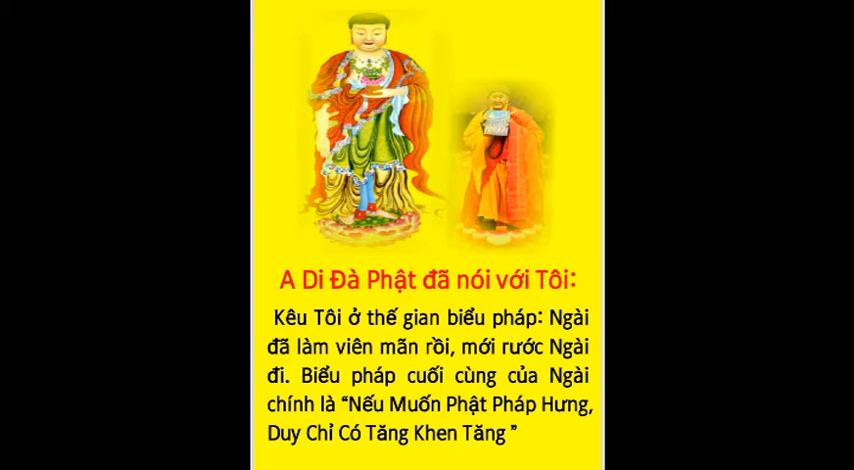 A Di Đà Phật đã nói với Tôi:
Kêu Tôi ở thế gian biểu pháp: Ngài
đã làm viên mãn rồi, mới rước Ngài
đi. Biểu pháp cuối cùng của Ngài
chính là “Nếu Muốn Phật Pháp Hưng,
Duy Chỉ Có Tăng Khen Tăng ”